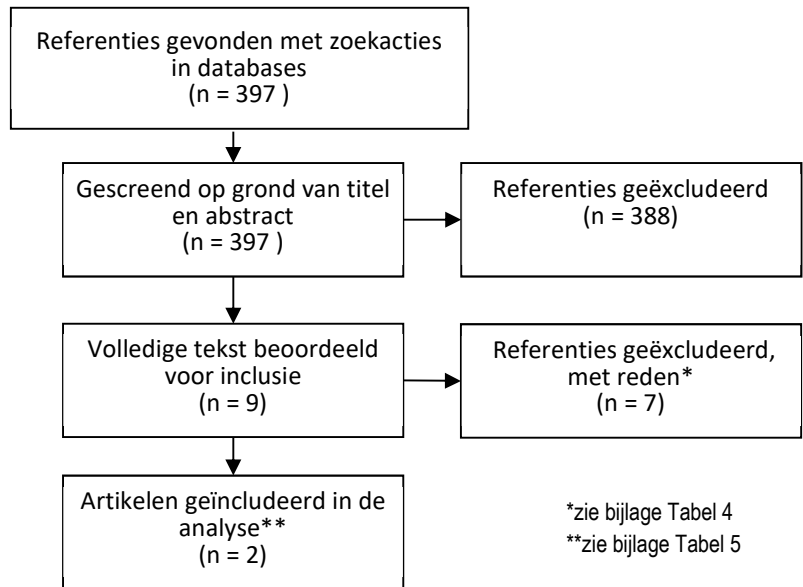 Referenties gevonden met zoekacties
in databases
(n = 397 )
Gescreend op grond van titel
en abstract
(n = 397 )
Referenties geëxcludeerd
(n = 388)
Volledige tekst beoordeeld
voor inclusie
(n = 9)
Referenties geëxcludeerd,
met reden*
(n = 7)
Artikelen geïncludeerd in de
analyse**
(n = 2)
*zie bijlage Tabel 4
**zie bijlage Tabel 5